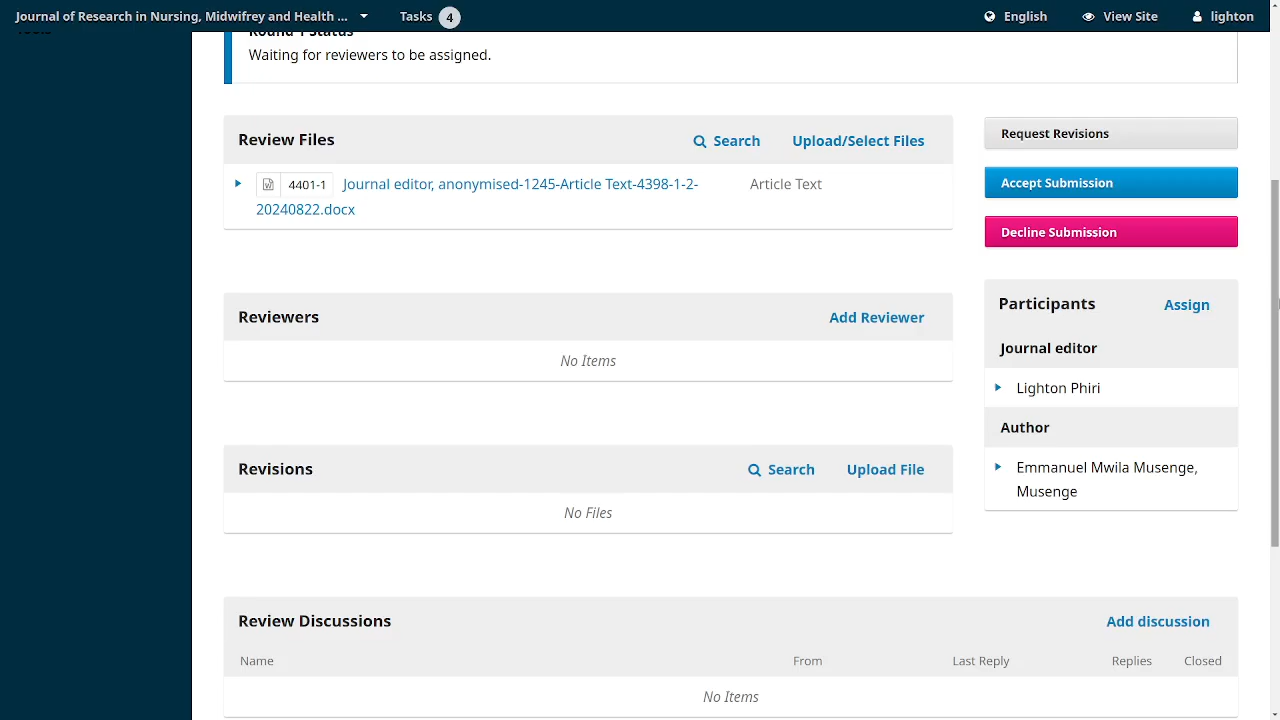 Journal of Research in Nursing, Midwifrey and Health ... Tasks 4 English View Site lighton
Tools
Round 1 Status
Waiting for reviewers to be assigned.
Review Files Search Upload/Select Files
4401-1 Journal editor, anonymised-1245-Article Text-4398-1-2-
20240822.docx
Article Text
Request Revisions
Accept Submission
Decline Submission
Reviewers Add Reviewer
No Items
Participants Assign
Journal editor
Lighton Phiri
Author
Emmanuel Mwila Musenge,
Musenge
Revisions Search Upload File
No Files
Review Discussions Add discussion
Name From Last Reply Replies Closed
No Items